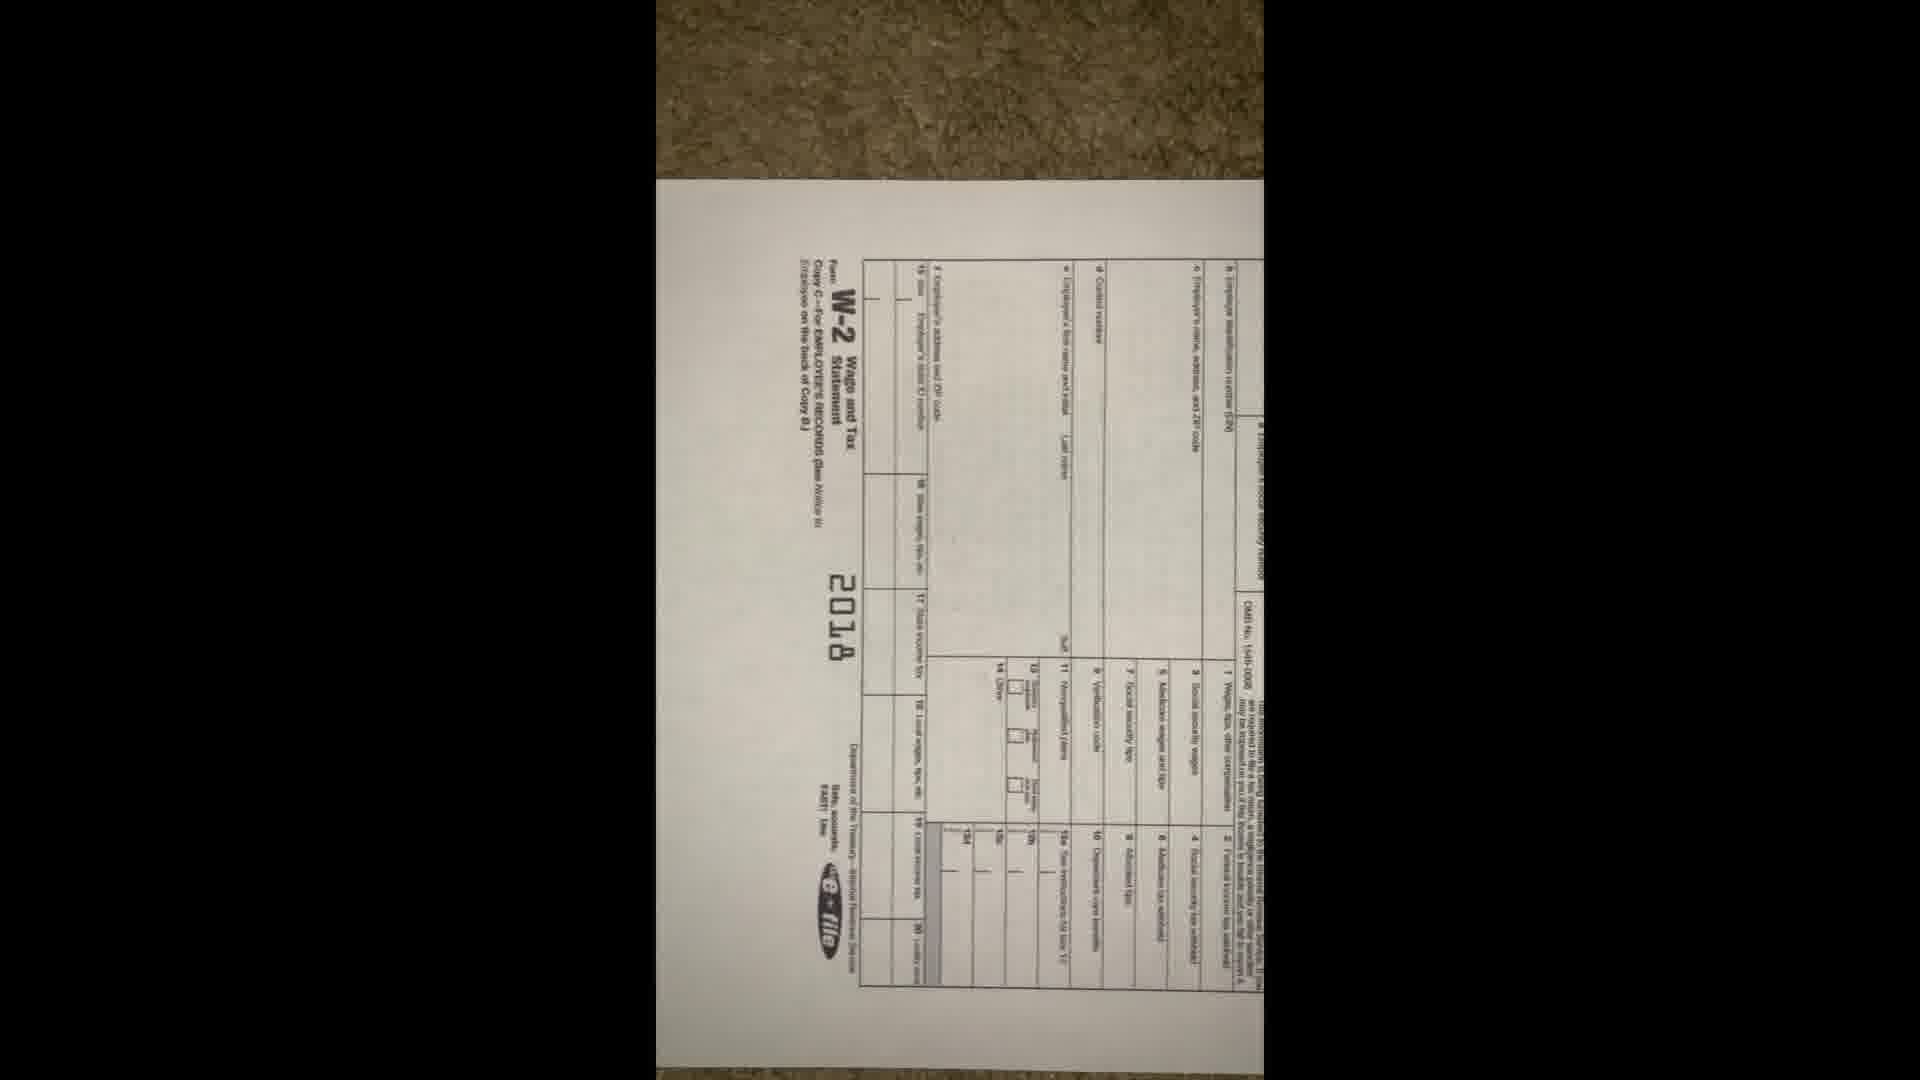 a Employee's social security number
OMB No. 1545-0008
This information is being furnished to the Internal Revenue Service. If you
are required to file a tax return, a negligence penalty or other sanction
may be imposed on you if this income is taxable and you fail to report it.
b Employer identification number (EIN)
1 Wages, tips, other compensation
2 Federal income tax withheld
c Employer's name, address, and ZIP code
3 Social security wages
4 Social security tax withheld
5 Medicare wages and tips
6 Medicare tax withheld
7 Social security tips
8 Allocated tips
d Control number
9 Verification code
10 Dependent care benefits
e Employee's first name and initial Last name Suff.
11 Nonqualified plans
12a See instructions for box 12
13 Statutory employee Retirement plan Third-party sick pay
12b
14 Other
12c
12d
f Employee's address and ZIP code
15 State Employer's state ID number
16 State wages, tips, etc.
17 State income tax
18 Local wages, tips, etc.
19 Local income tax
20 Locality name
Form W-2 Wage and Tax Statement
2018
Department of the Treasury—Internal Revenue Service
Copy C—For EMPLOYEE'S RECORDS (See Notice to
Employee on the back of Copy B.)
Safe, accurate,
FAST! Use
e-file